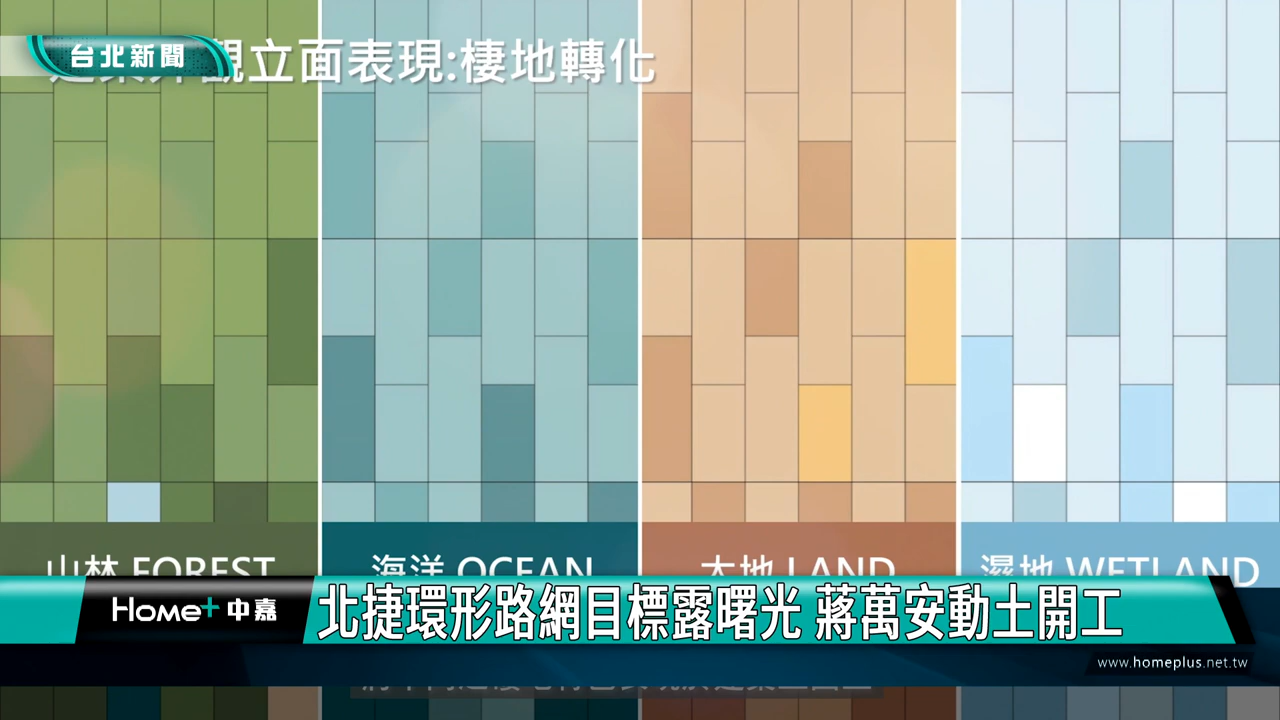 台北新聞
觀立面表現:棲地轉化
山林 FOREST
海洋 OCEAN
大地 LAND
濕地 WETLAND
Home+ 中嘉
北捷環形路網目標露曙光 蔣萬安動土開工
www.homeplus.net.tw